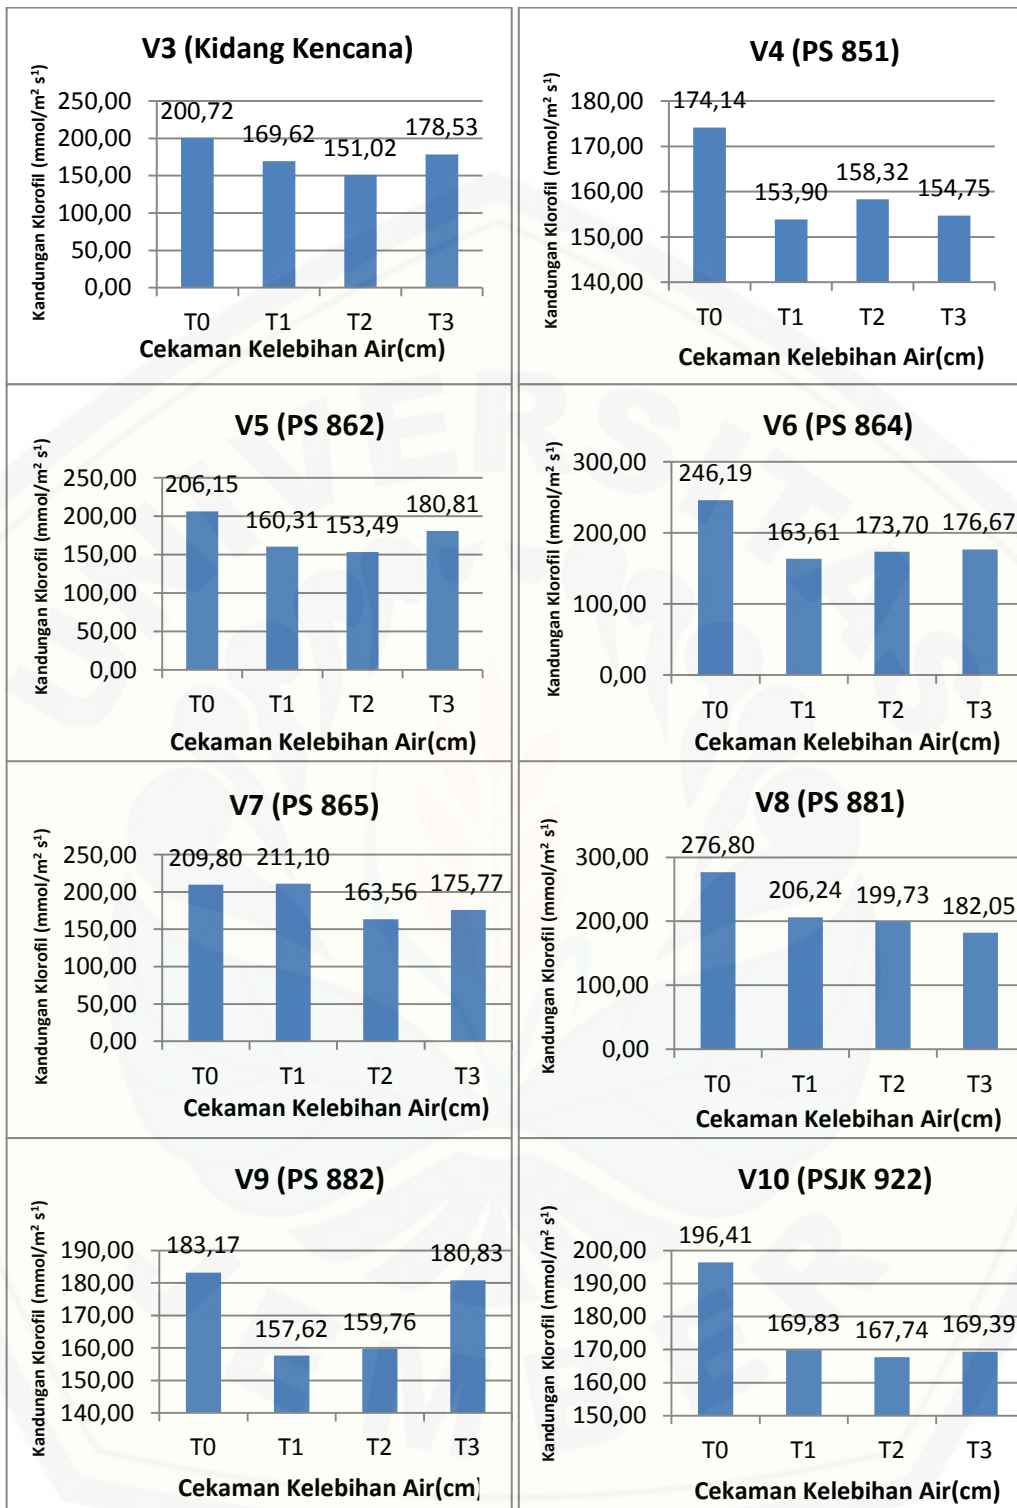 V3 (Kidang Kencana)
Kandungan Klorofil (mmol/m² s¹)
250,00
200,00
150,00
100,00
50,00
0,00
200,72
169,62
151,02
178,53
T0 T1 T2 T3
Cekaman Kelebihan Air(cm)
V4 (PS 851)
Kandungan Klorofil (mmol/m² s¹)
180,00
170,00
160,00
150,00
140,00
174,14
153,90
158,32
154,75
T0 T1 T2 T3
Cekaman Kelebihan Air(cm)
V5 (PS 862)
Kandungan Klorofil (mmol/m² s¹)
250,00
200,00
150,00
100,00
50,00
0,00
206,15
160,31
153,49
180,81
T0 T1 T2 T3
Cekaman Kelebihan Air(cm)
V6 (PS 864)
Kandungan Klorofil (mmol/m² s¹)
300,00
200,00
100,00
0,00
246,19
163,61
173,70
176,67
T0 T1 T2 T3
Cekaman Kelebihan Air(cm)
V7 (PS 865)
Kandungan Klorofil (mmol/m² s¹)
250,00
200,00
150,00
100,00
50,00
0,00
209,80
211,10
163,56
175,77
T0 T1 T2 T3
Cekaman Kelebihan Air(cm)
V8 (PS 881)
Kandungan Klorofil (mmol/m² s¹)
300,00
200,00
100,00
0,00
276,80
206,24
199,73
182,05
T0 T1 T2 T3
Cekaman Kelebihan Air(cm)
V9 (PS 882)
Kandungan Klorofil (mmol/m² s¹)
190,00
180,00
170,00
160,00
150,00
140,00
183,17
157,62
159,76
180,83
T0 T1 T2 T3
Cekaman Kelebihan Air(cm)
V10 (PSJK 922)
Kandungan Klorofil (mmol/m² s¹)
200,00
190,00
180,00
170,00
160,00
150,00
196,41
169,83
167,74
169,39
T0 T1 T2 T3
Cekaman Kelebihan Air(cm)
UNIVERSITAS
JEMBER